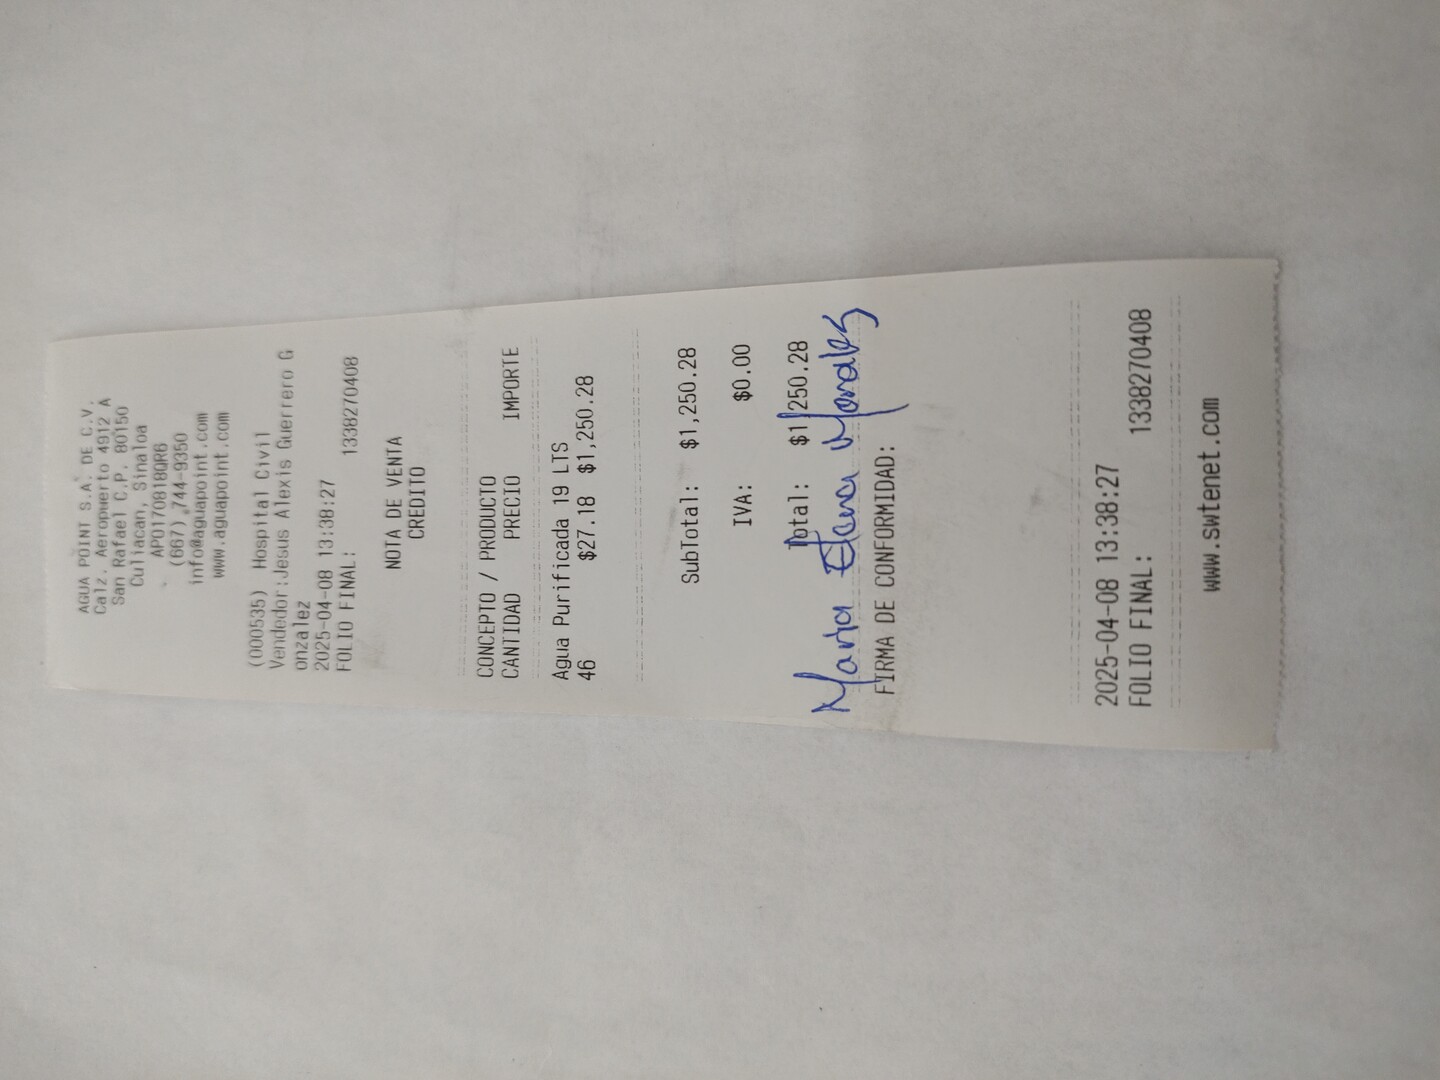 AGUA POINT S.A. DE C.V.
Calz. Aeropuerto 4912 A
San Rafael C.P. 80150
Culiacan, Sinaloa
APO170818QR6
(667) 744-9350
info@aguapoint.com
www.aguapoint.com
(000535) Hospital Civil
Vendedor:Jesus Alexis Guerrero G
onzalez
2025-04-08 13:38:27
FOLIO FINAL: 1338270408
NOTA DE VENTA
CREDITO
CONCEPTO / PRODUCTO
CANTIDAD PRECIO IMPORTE
Agua Purificada 19 LTS
46 $27.18 $1,250.28
SubTotal: $1,250.28
IVA: $0.00
Total: $1,250.28
Maria Elena Morales
FIRMA DE CONFORMIDAD:
2025-04-08 13:38:27
FOLIO FINAL: 1338270408
www.swtenet.com